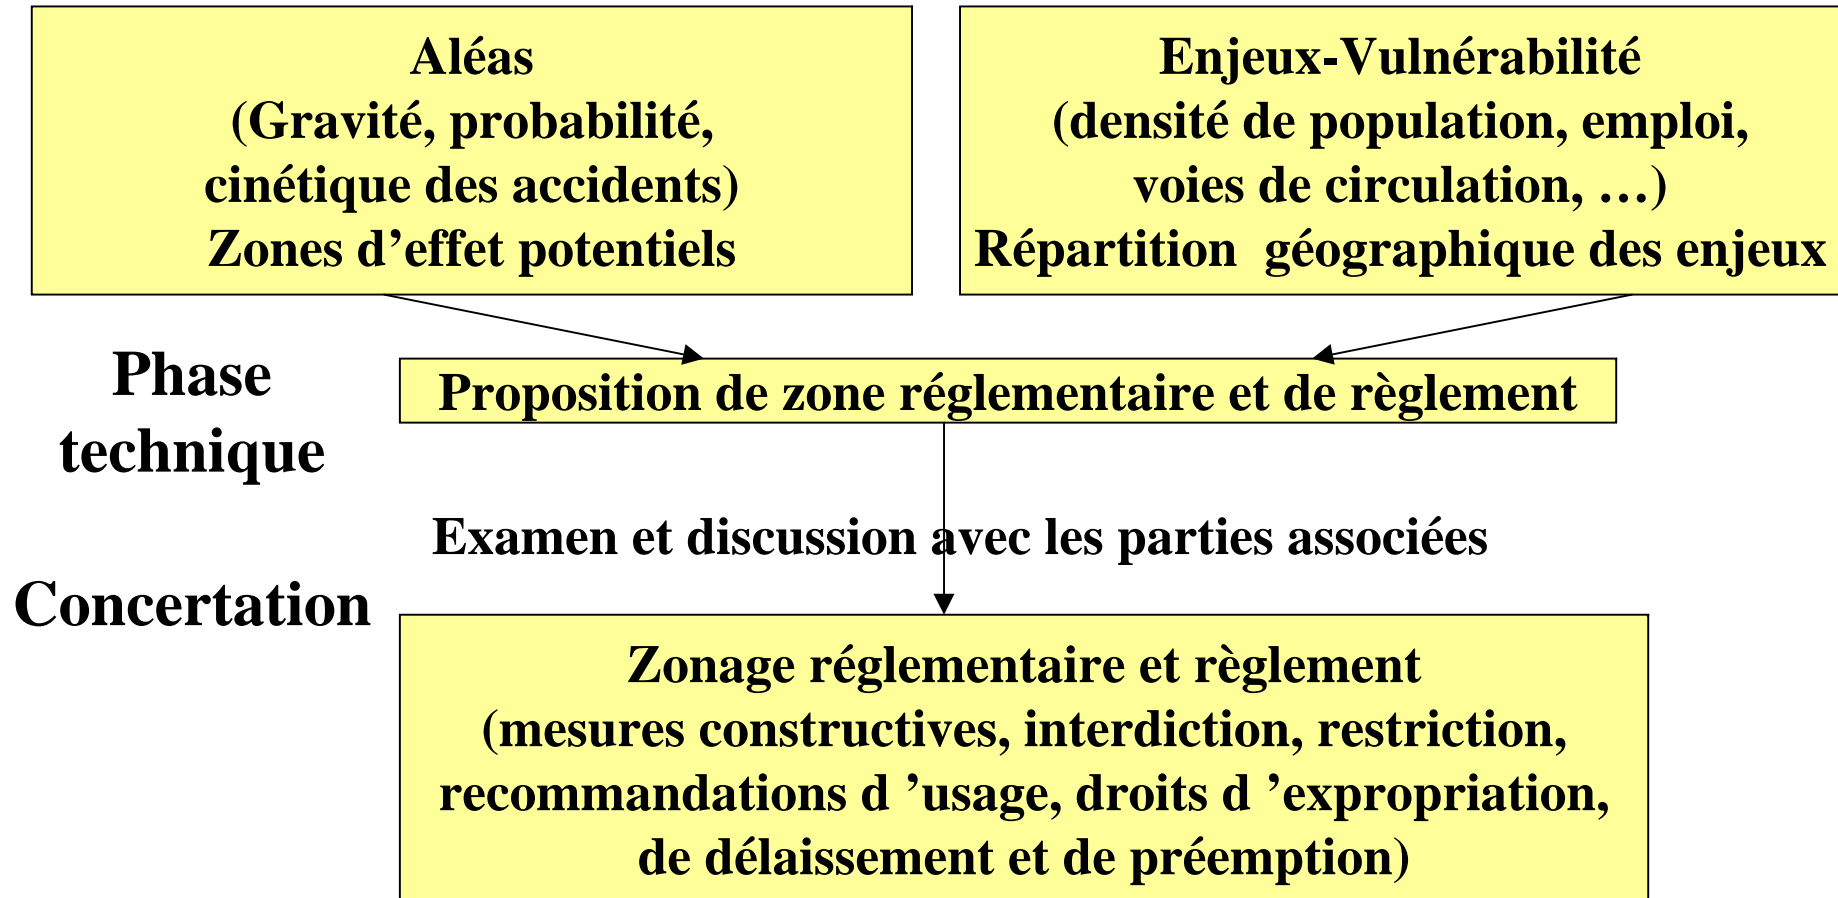 Aléas
(Gravité, probabilité,
cinétique des accidents)
Zones d’effet potentiels
Enjeux-Vulnérabilité
(densité de population, emploi,
voies de circulation, …)
Répartition  géographique des enjeux
Phase
technique
Proposition de zone réglementaire et de règlement
Examen et discussion avec les parties associées
Concertation
Zonage réglementaire et règlement
(mesures constructives, interdiction, restriction,
recommandations d ’usage, droits d ’expropriation,
de délaissement et de préemption)